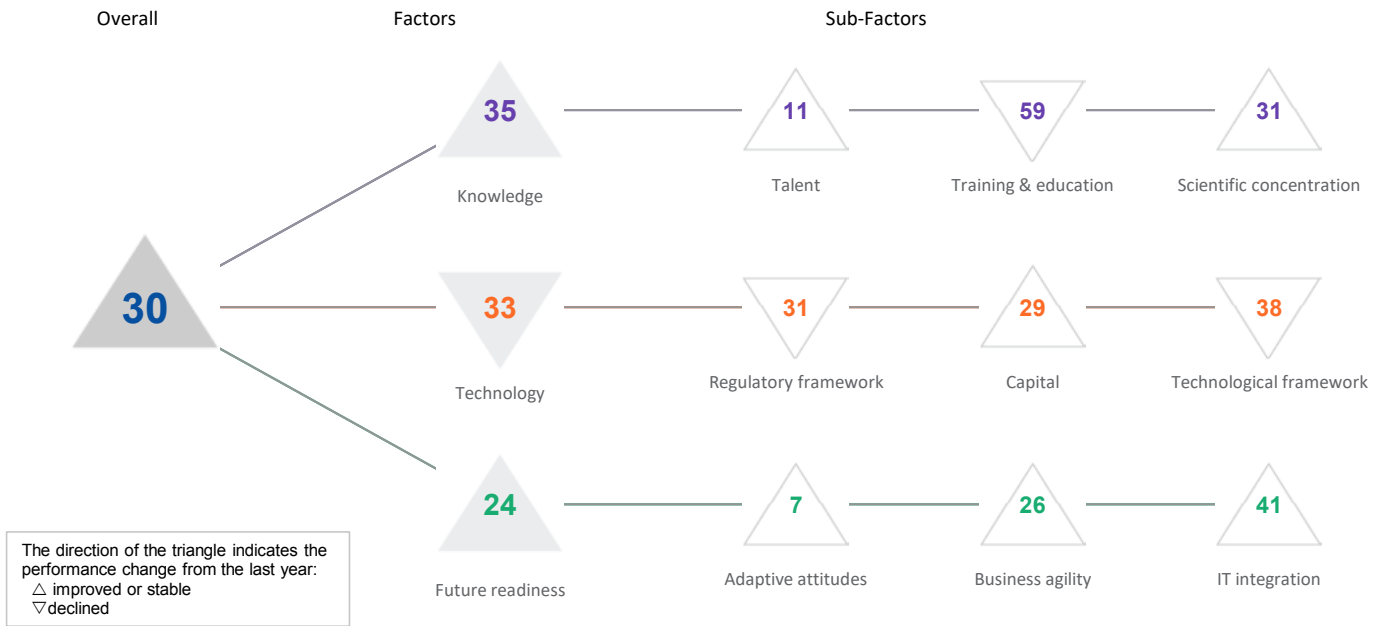 Overall
Factors
Sub-Factors
35
11
59
31
Knowledge
Talent
Training & education
Scientific concentration
30
33
31
29
38
Technology
Regulatory framework
Capital
Technological framework
24
7
26
41
Future readiness
Adaptive attitudes
Business agility
IT integration
The direction of the triangle indicates the
performance change from the last year:
△ improved or stable
▽declined